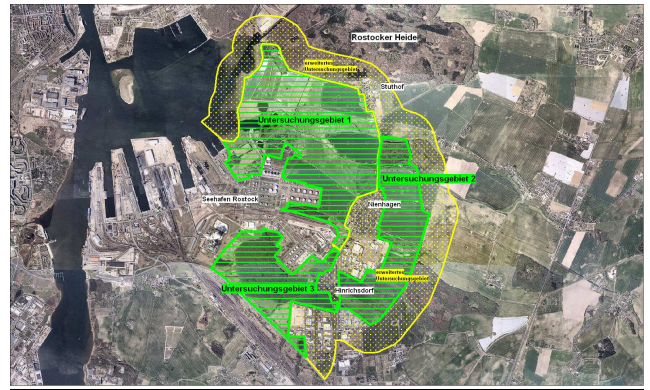 Rostocker Heide
erweitertes
Untersuchungsgebiet
Stuthof
Untersuchungsgebiet 1
Untersuchungsgebiet 2
Seehafen Rostock
Nienhagen
erweitertes
Untersuchungsgebiet
Untersuchungsgebiet 3
Hinrichsdorf